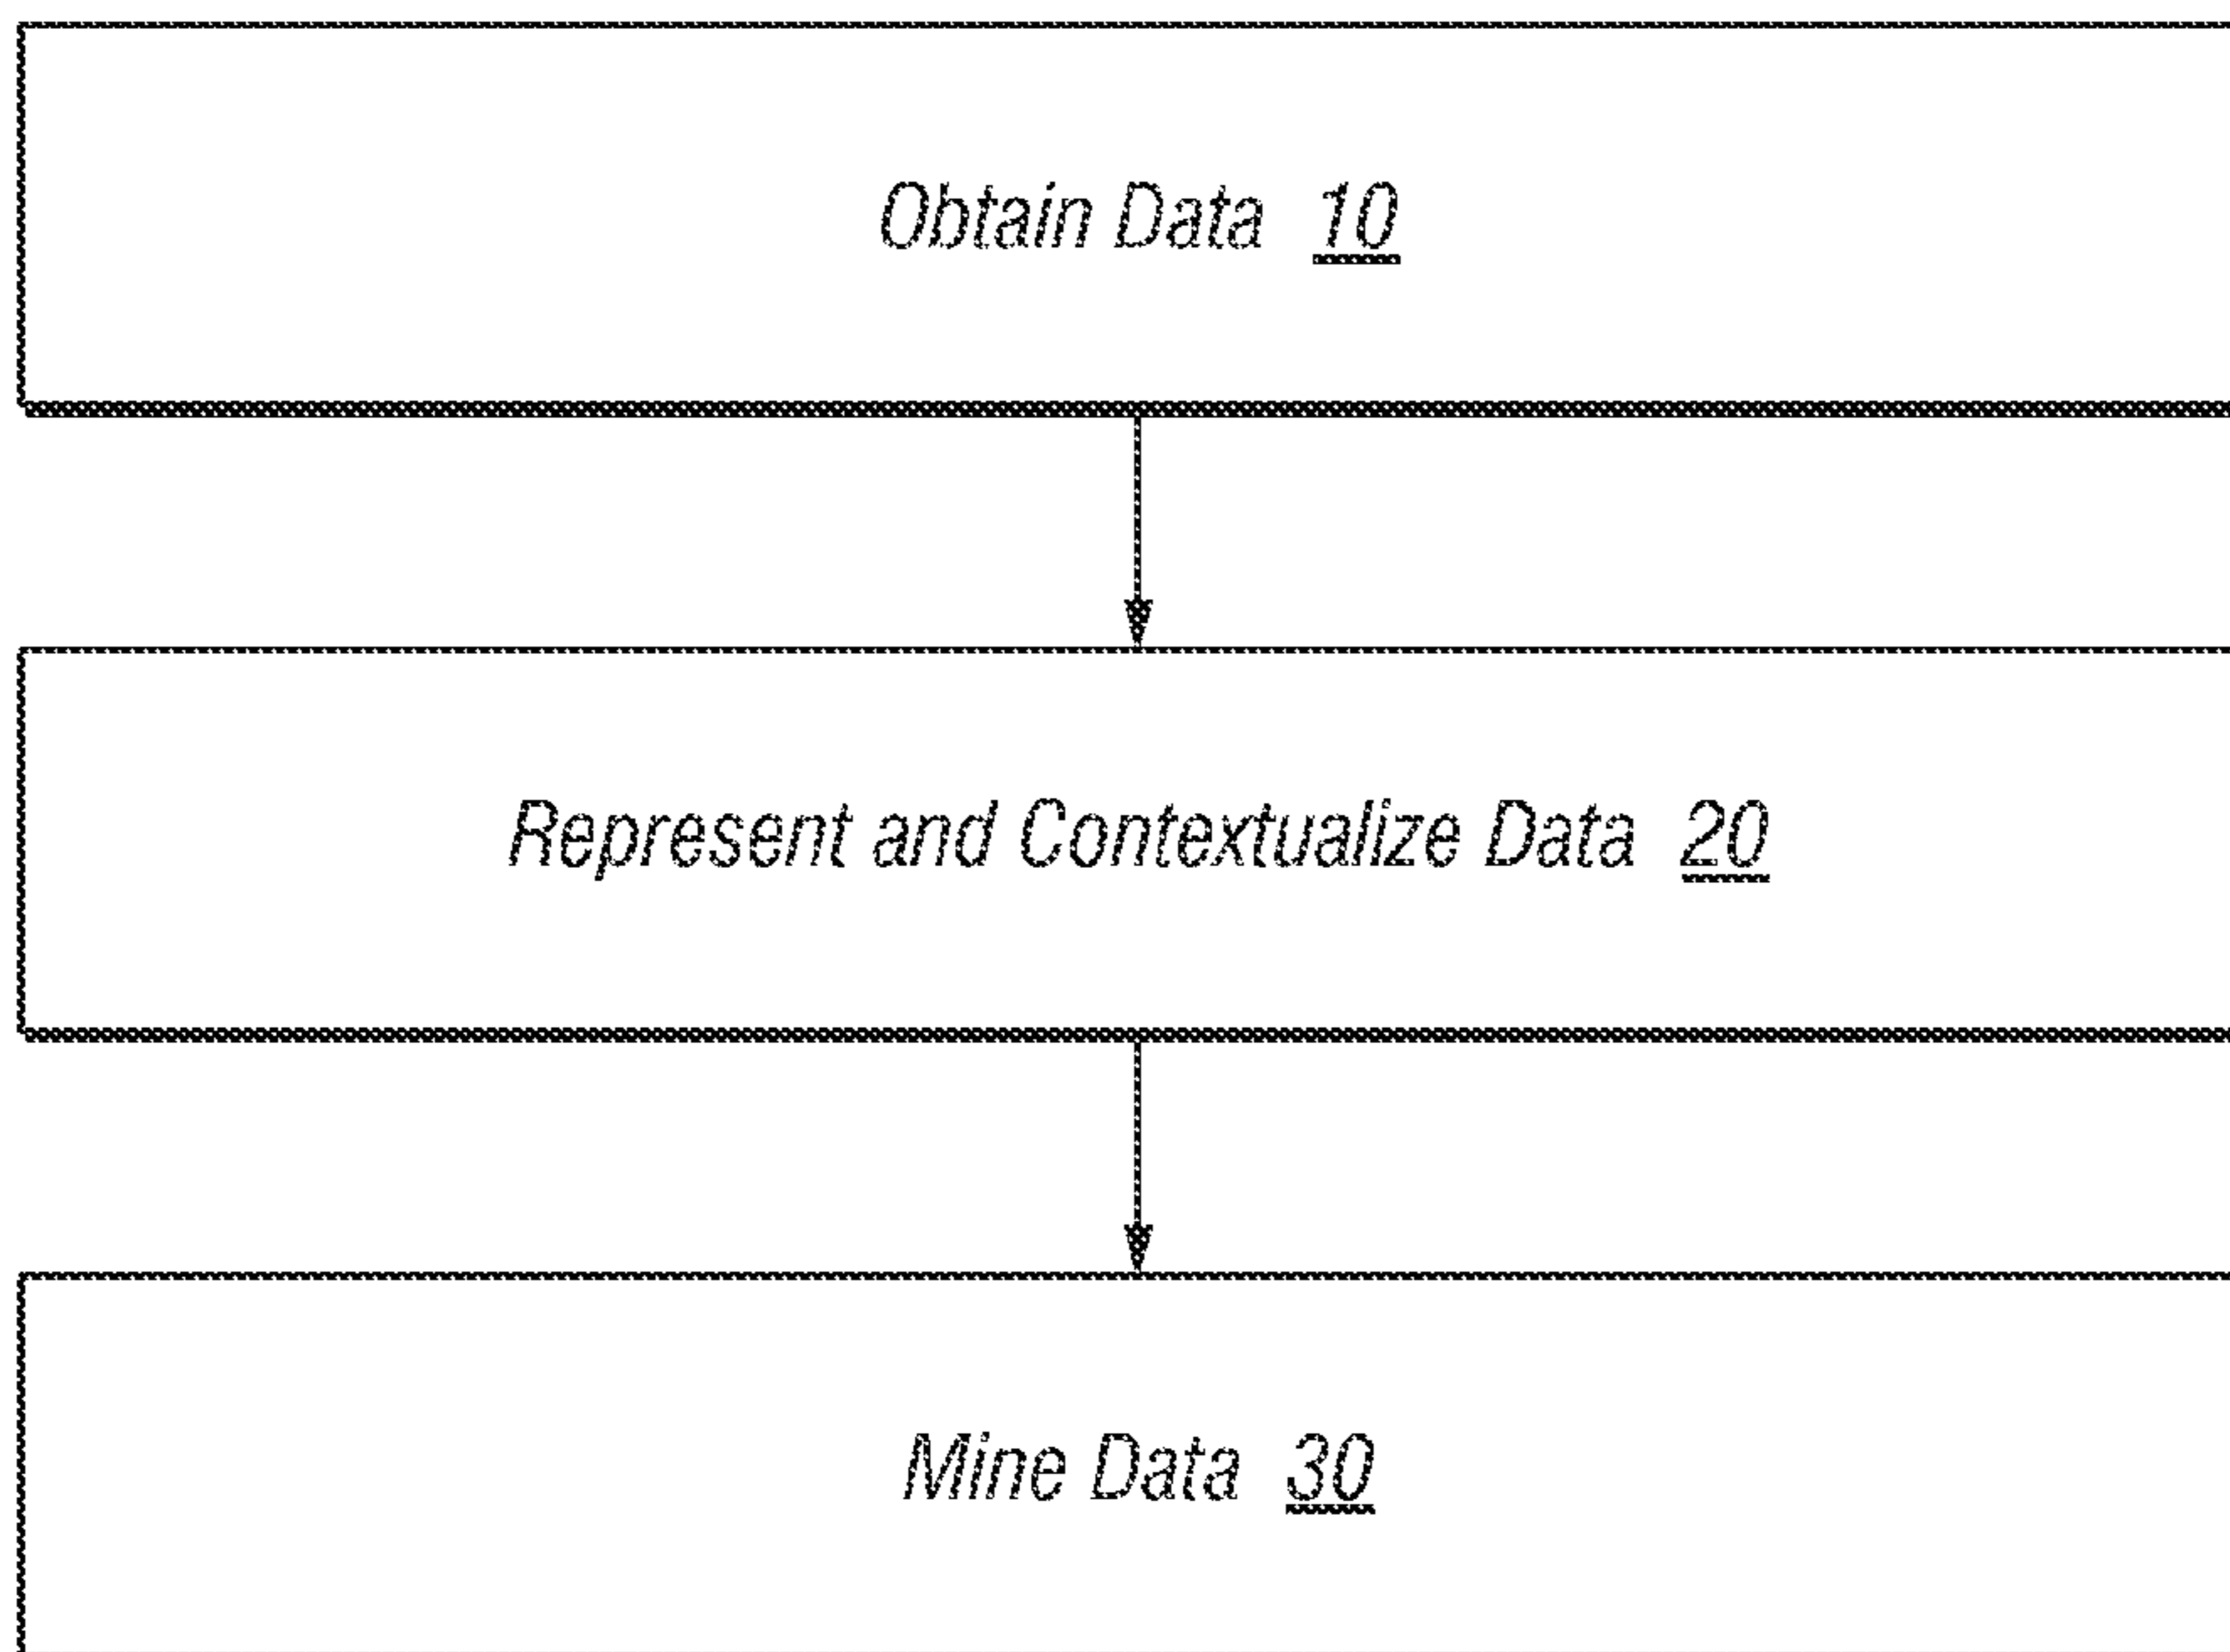 Obtain Data 10
Represent and Contextualize Data 20
Mine Data 30